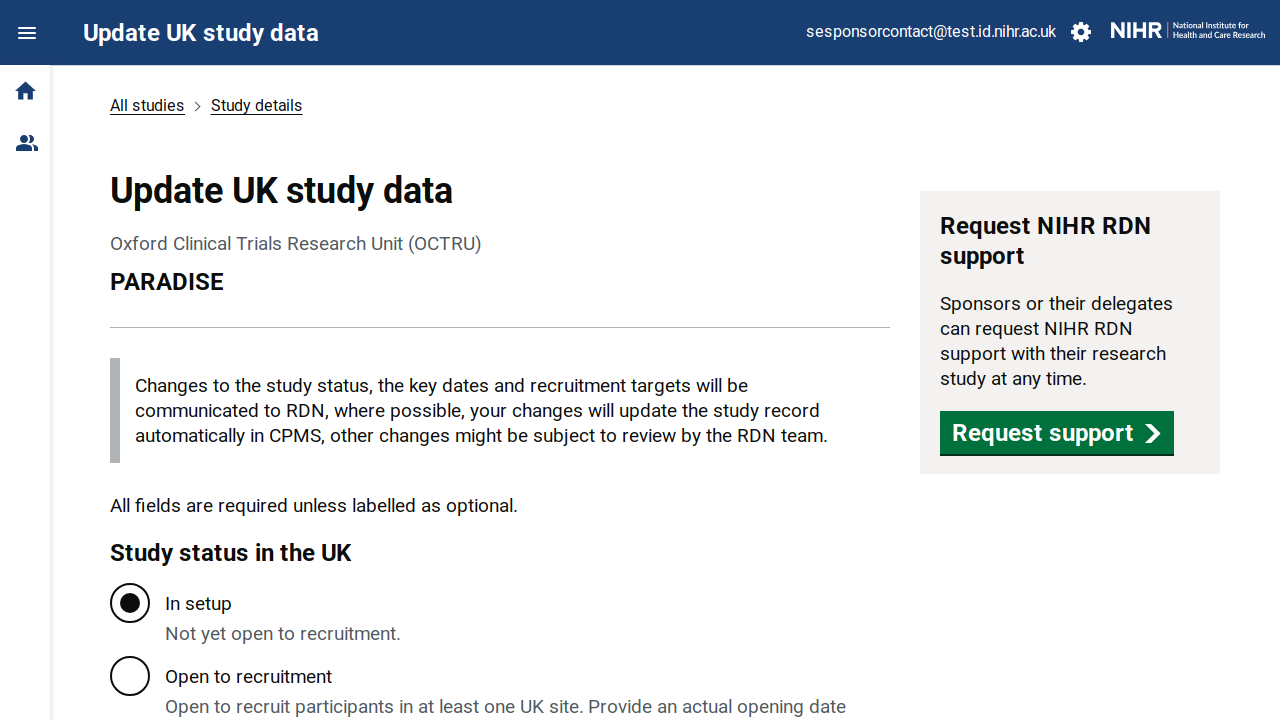 Update UK study data
sesponsorcontact@test.id.nihr.ac.uk
NIHR
National Institute for
Health and Care Research
All studies
Study details
Update UK study data
Oxford Clinical Trials Research Unit (OCTRU)
PARADISE
Changes to the study status, the key dates and recruitment targets will be
communicated to RDN, where possible, your changes will update the study record
automatically in CPMS, other changes might be subject to review by the RDN team.
All fields are required unless labelled as optional.
Study status in the UK
In setup
Not yet open to recruitment.
Open to recruitment
Open to recruit participants in at least one UK site. Provide an actual opening date
Request NIHR RDN
support
Sponsors or their delegates
can request NIHR RDN
support with their research
study at any time.
Request support